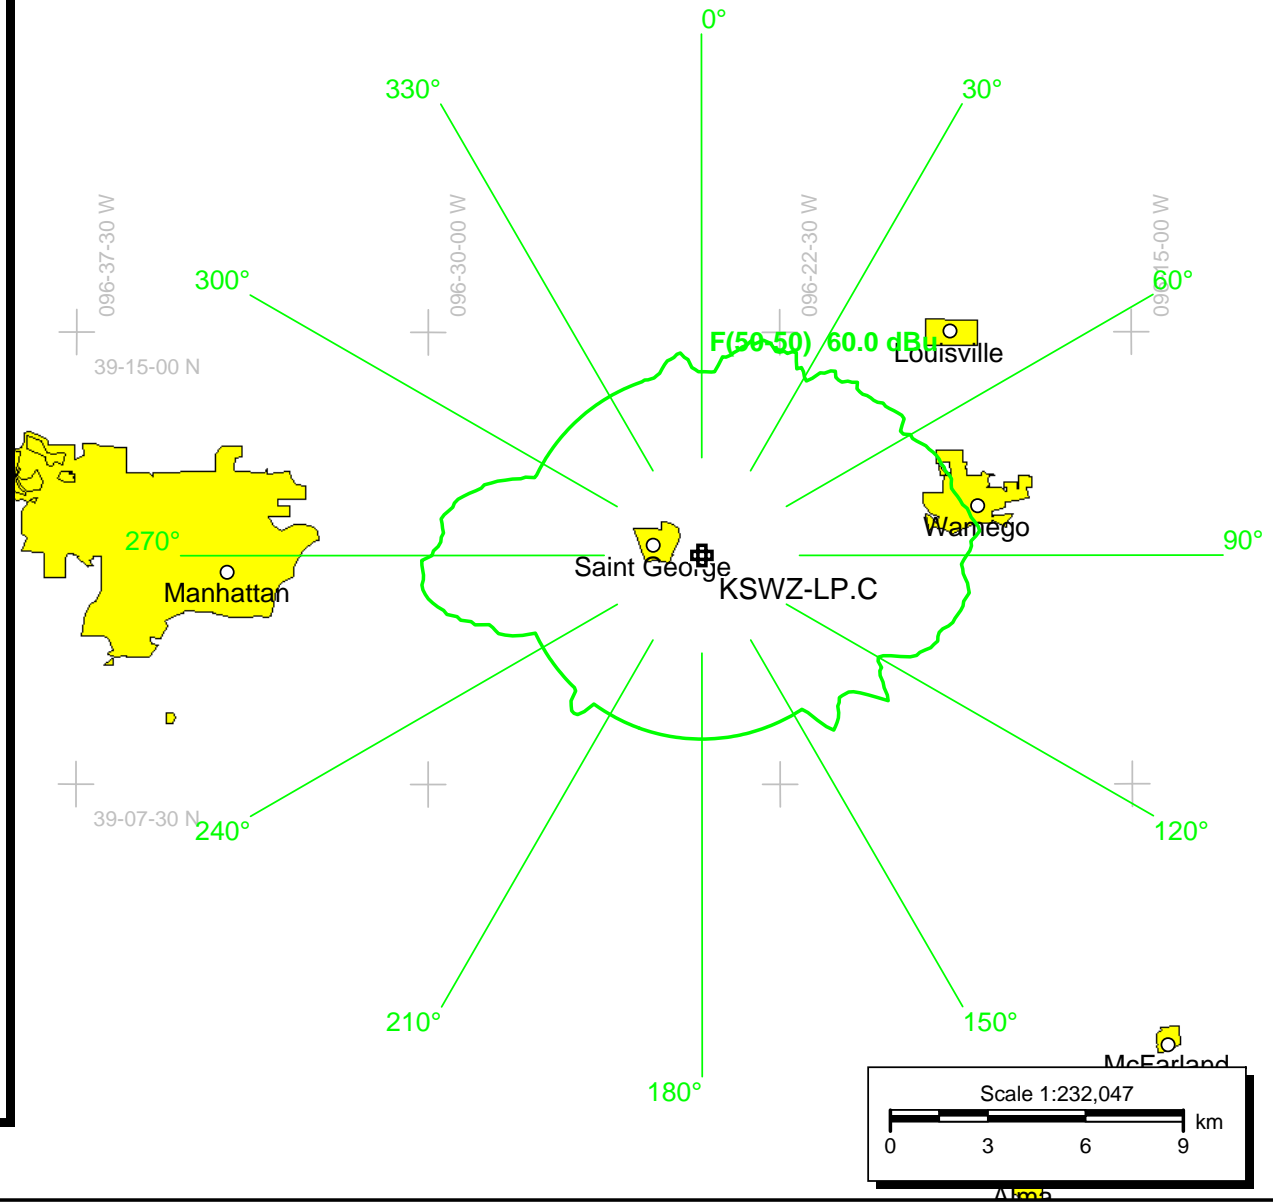 0°
330°
30°
096-37-30 W
096-30-00 W
096-22-30 W
096-15-00 W
300°
60°
F(50-50) 60.0 dBu
Louisville
39-15-00 N
270°
90°
Wamego
Saint George
Manhattan
KSWZ-LP.C
39-07-30 N
240°
120°
210°
150°
McFarland
180°
Scale 1:232,047
km
0 3 6 9
Alma